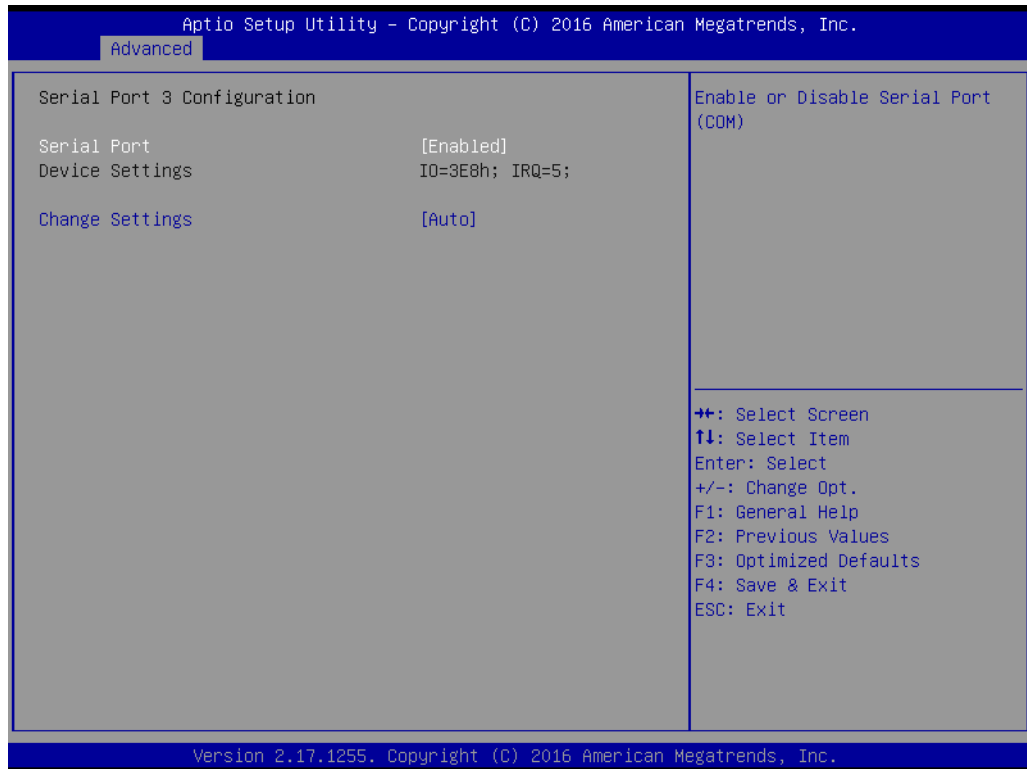 Aptio Setup Utility – Copyright (C) 2016 American Megatrends, Inc.
Advanced
Serial Port 3 Configuration
Serial Port [Enabled]
Device Settings IO=3E8h; IRQ=5;
Change Settings [Auto]
Enable or Disable Serial Port
(COM)
→←: Select Screen
↑↓: Select Item
Enter: Select
+/-: Change Opt.
F1: General Help
F2: Previous Values
F3: Optimized Defaults
F4: Save & Exit
ESC: Exit
Version 2.17.1255. Copyright (C) 2016 American Megatrends, Inc.